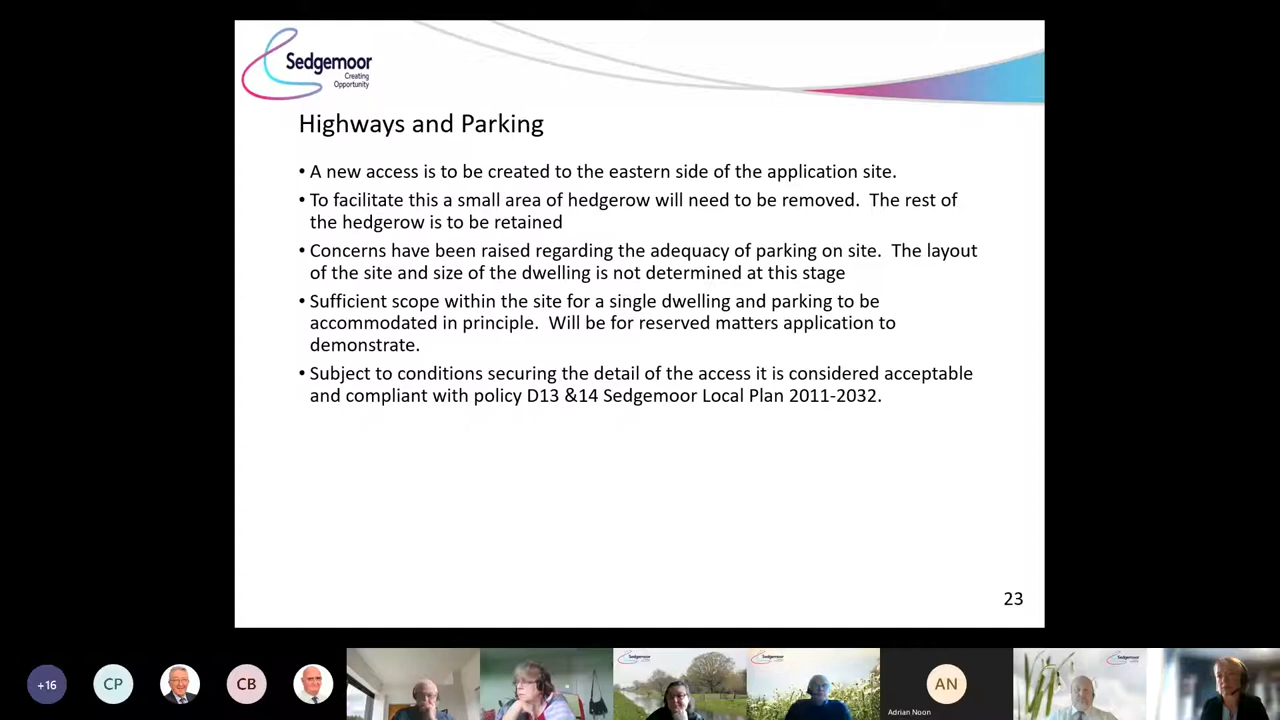 Sedgemoor
Creating
Opportunity
Highways and Parking
• A new access is to be created to the eastern side of the application site.
• To facilitate this a small area of hedgerow will need to be removed.  The rest of
the hedgerow is to be retained
• Concerns have been raised regarding the adequacy of parking on site.  The layout
of the site and size of the dwelling is not determined at this stage
• Sufficient scope within the site for a single dwelling and parking to be
accommodated in principle.  Will be for reserved matters application to
demonstrate.
• Subject to conditions securing the detail of the access it is considered acceptable
and compliant with policy D13 &14 Sedgemoor Local Plan 2011-2032.
23
+16
CP
CB
Sedgemoor
Sedgemoor
AN
Adrian Noon
Sedgemoor